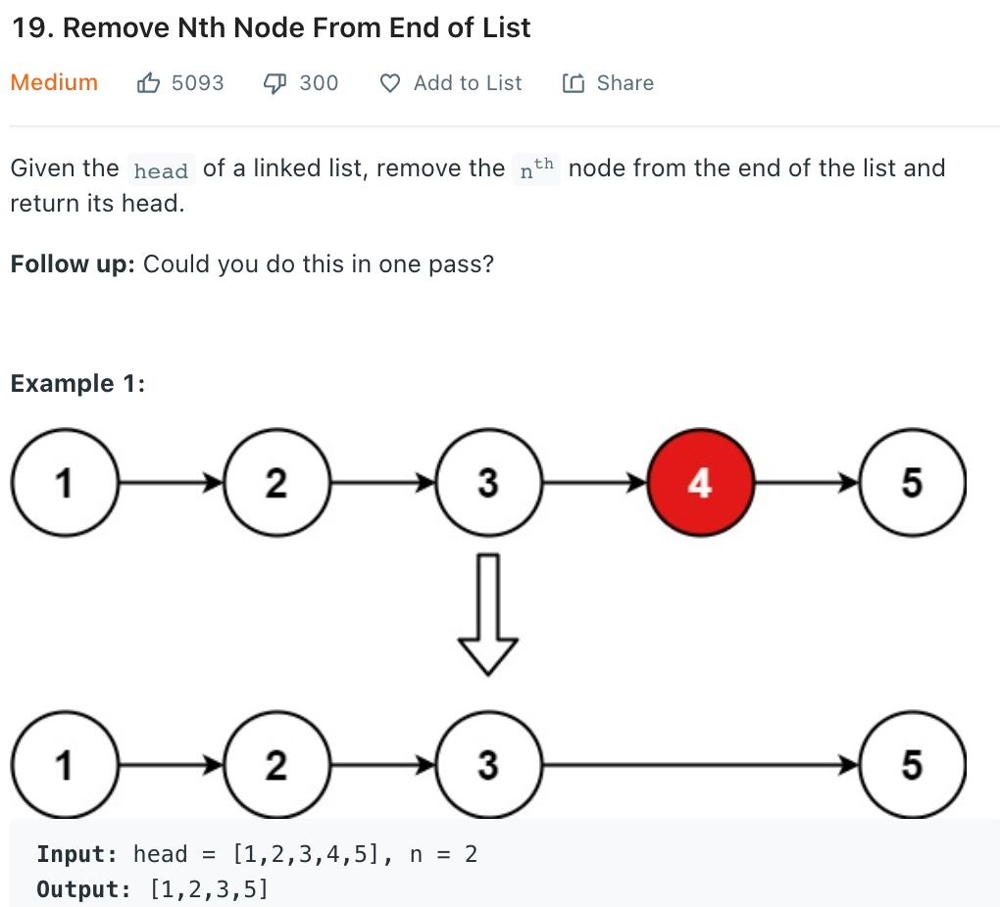 19. Remove Nth Node From End of List
Medium 5093 300 Add to List Share
Given the head of a linked list, remove the nth node from the end of the list and
return its head.
Follow up: Could you do this in one pass?
Example 1:
1 2 3 4 5
1 2 3 5
Input: head = [1,2,3,4,5], n = 2
Output: [1,2,3,5]